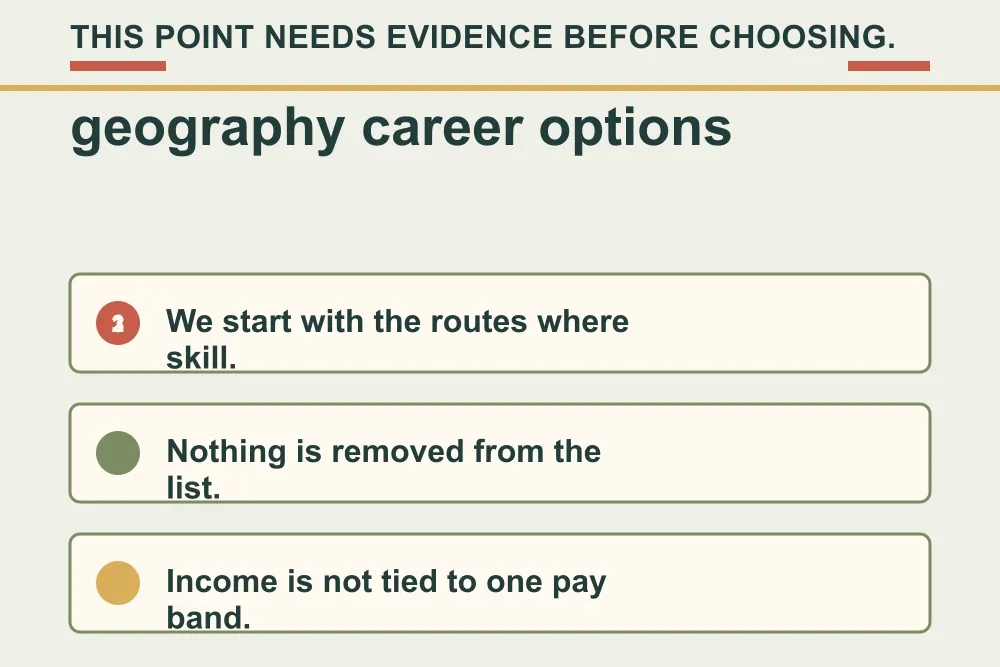 THIS POINT NEEDS EVIDENCE BEFORE CHOOSING.
geography career options
We start with the routes where
skill.
Nothing is removed from the
list.
Income is not tied to one pay
band.